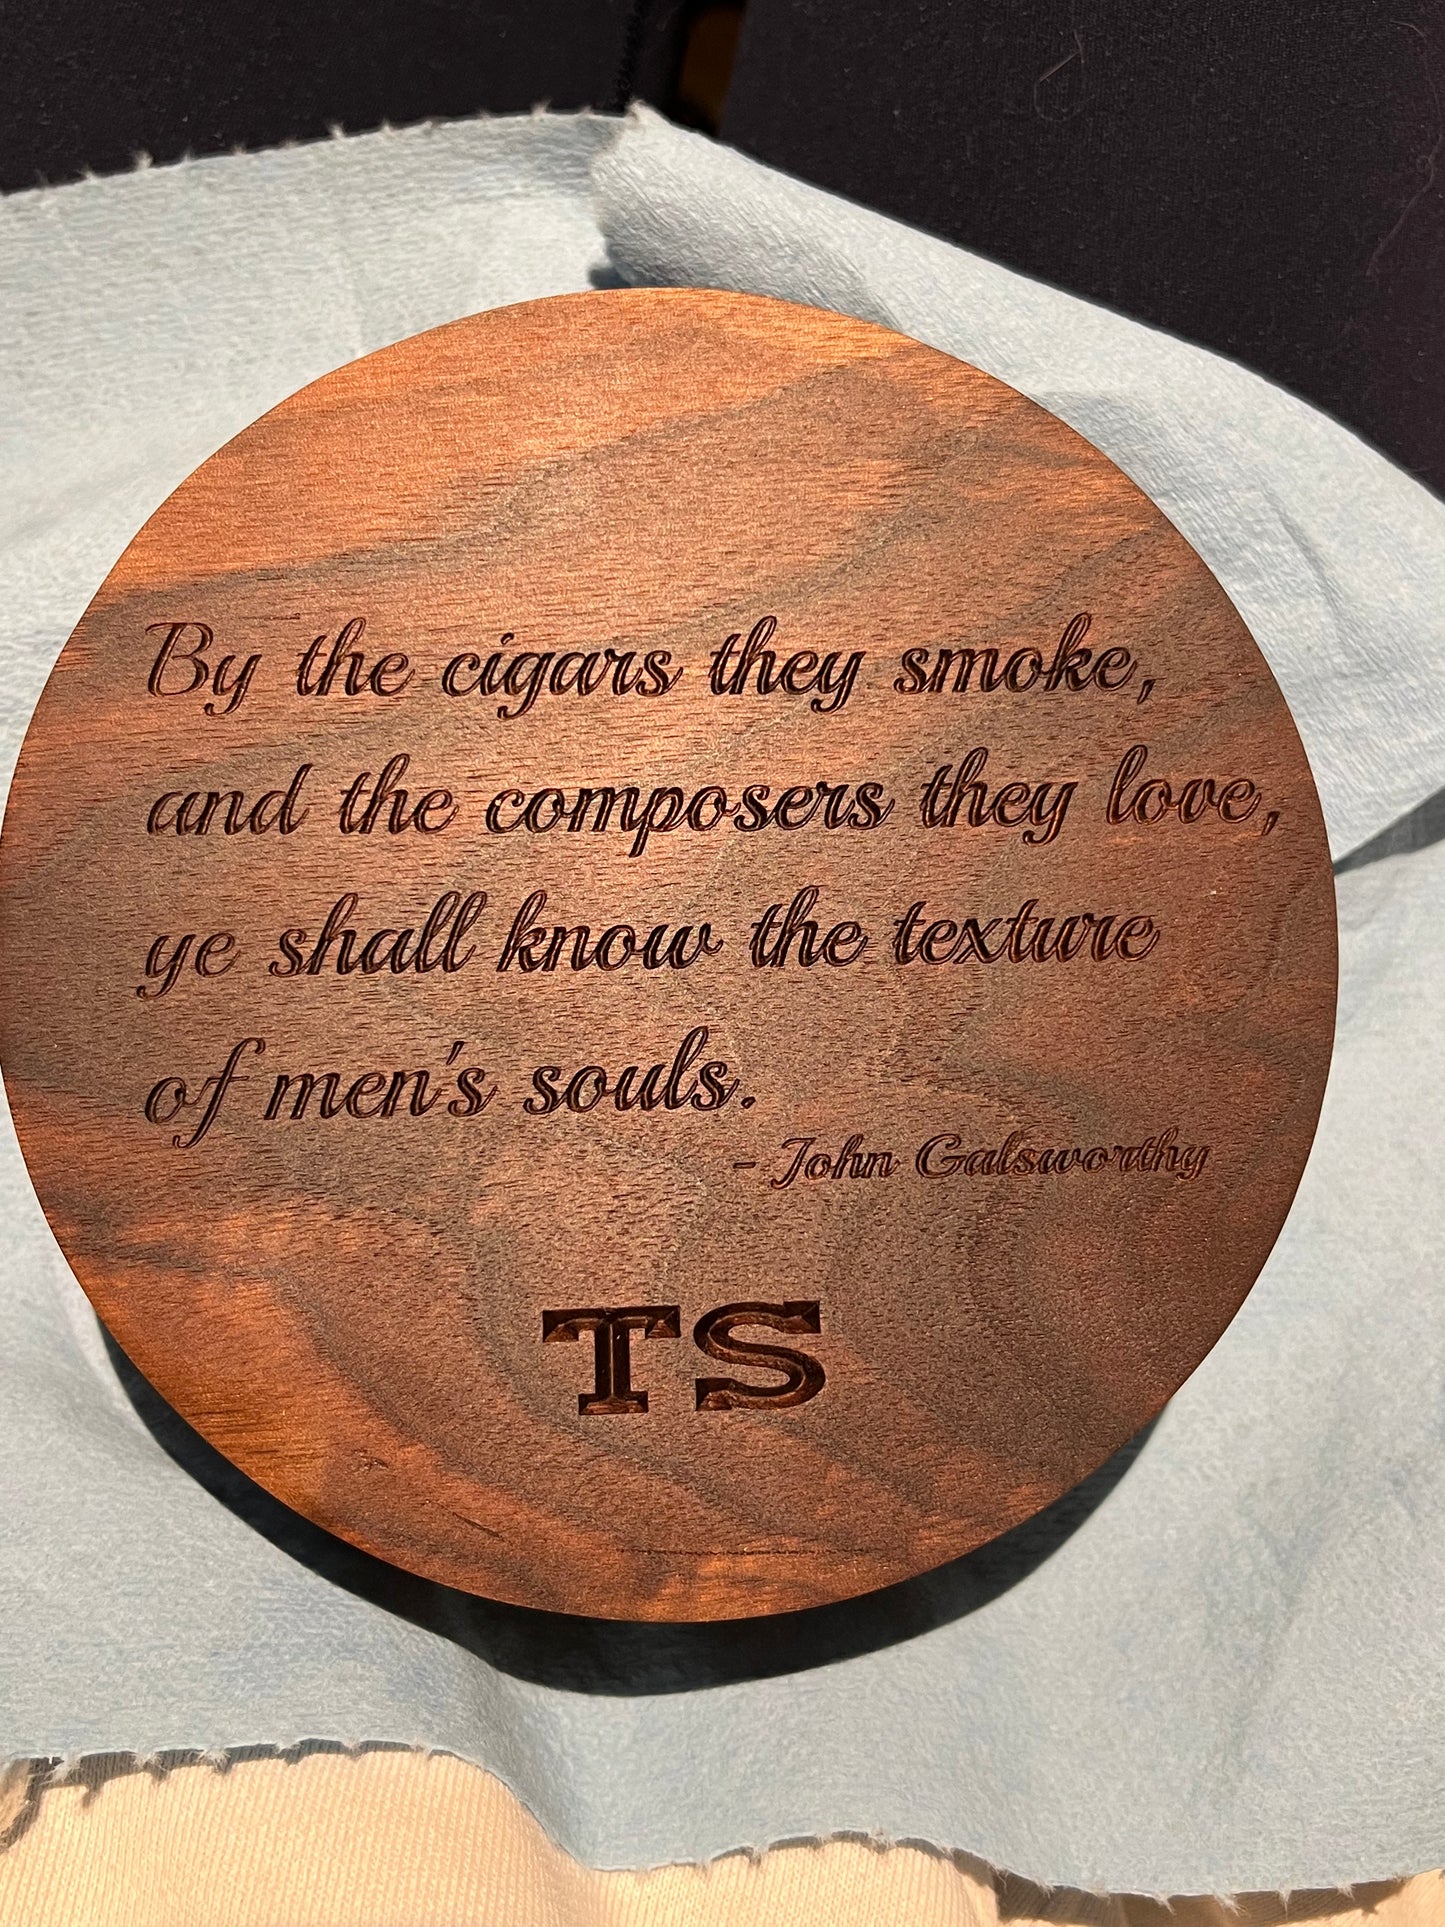 By the cigars they smoke,
and the composers they love,
ye shall know the texture
of men's souls.
- John Galsworthy
TS